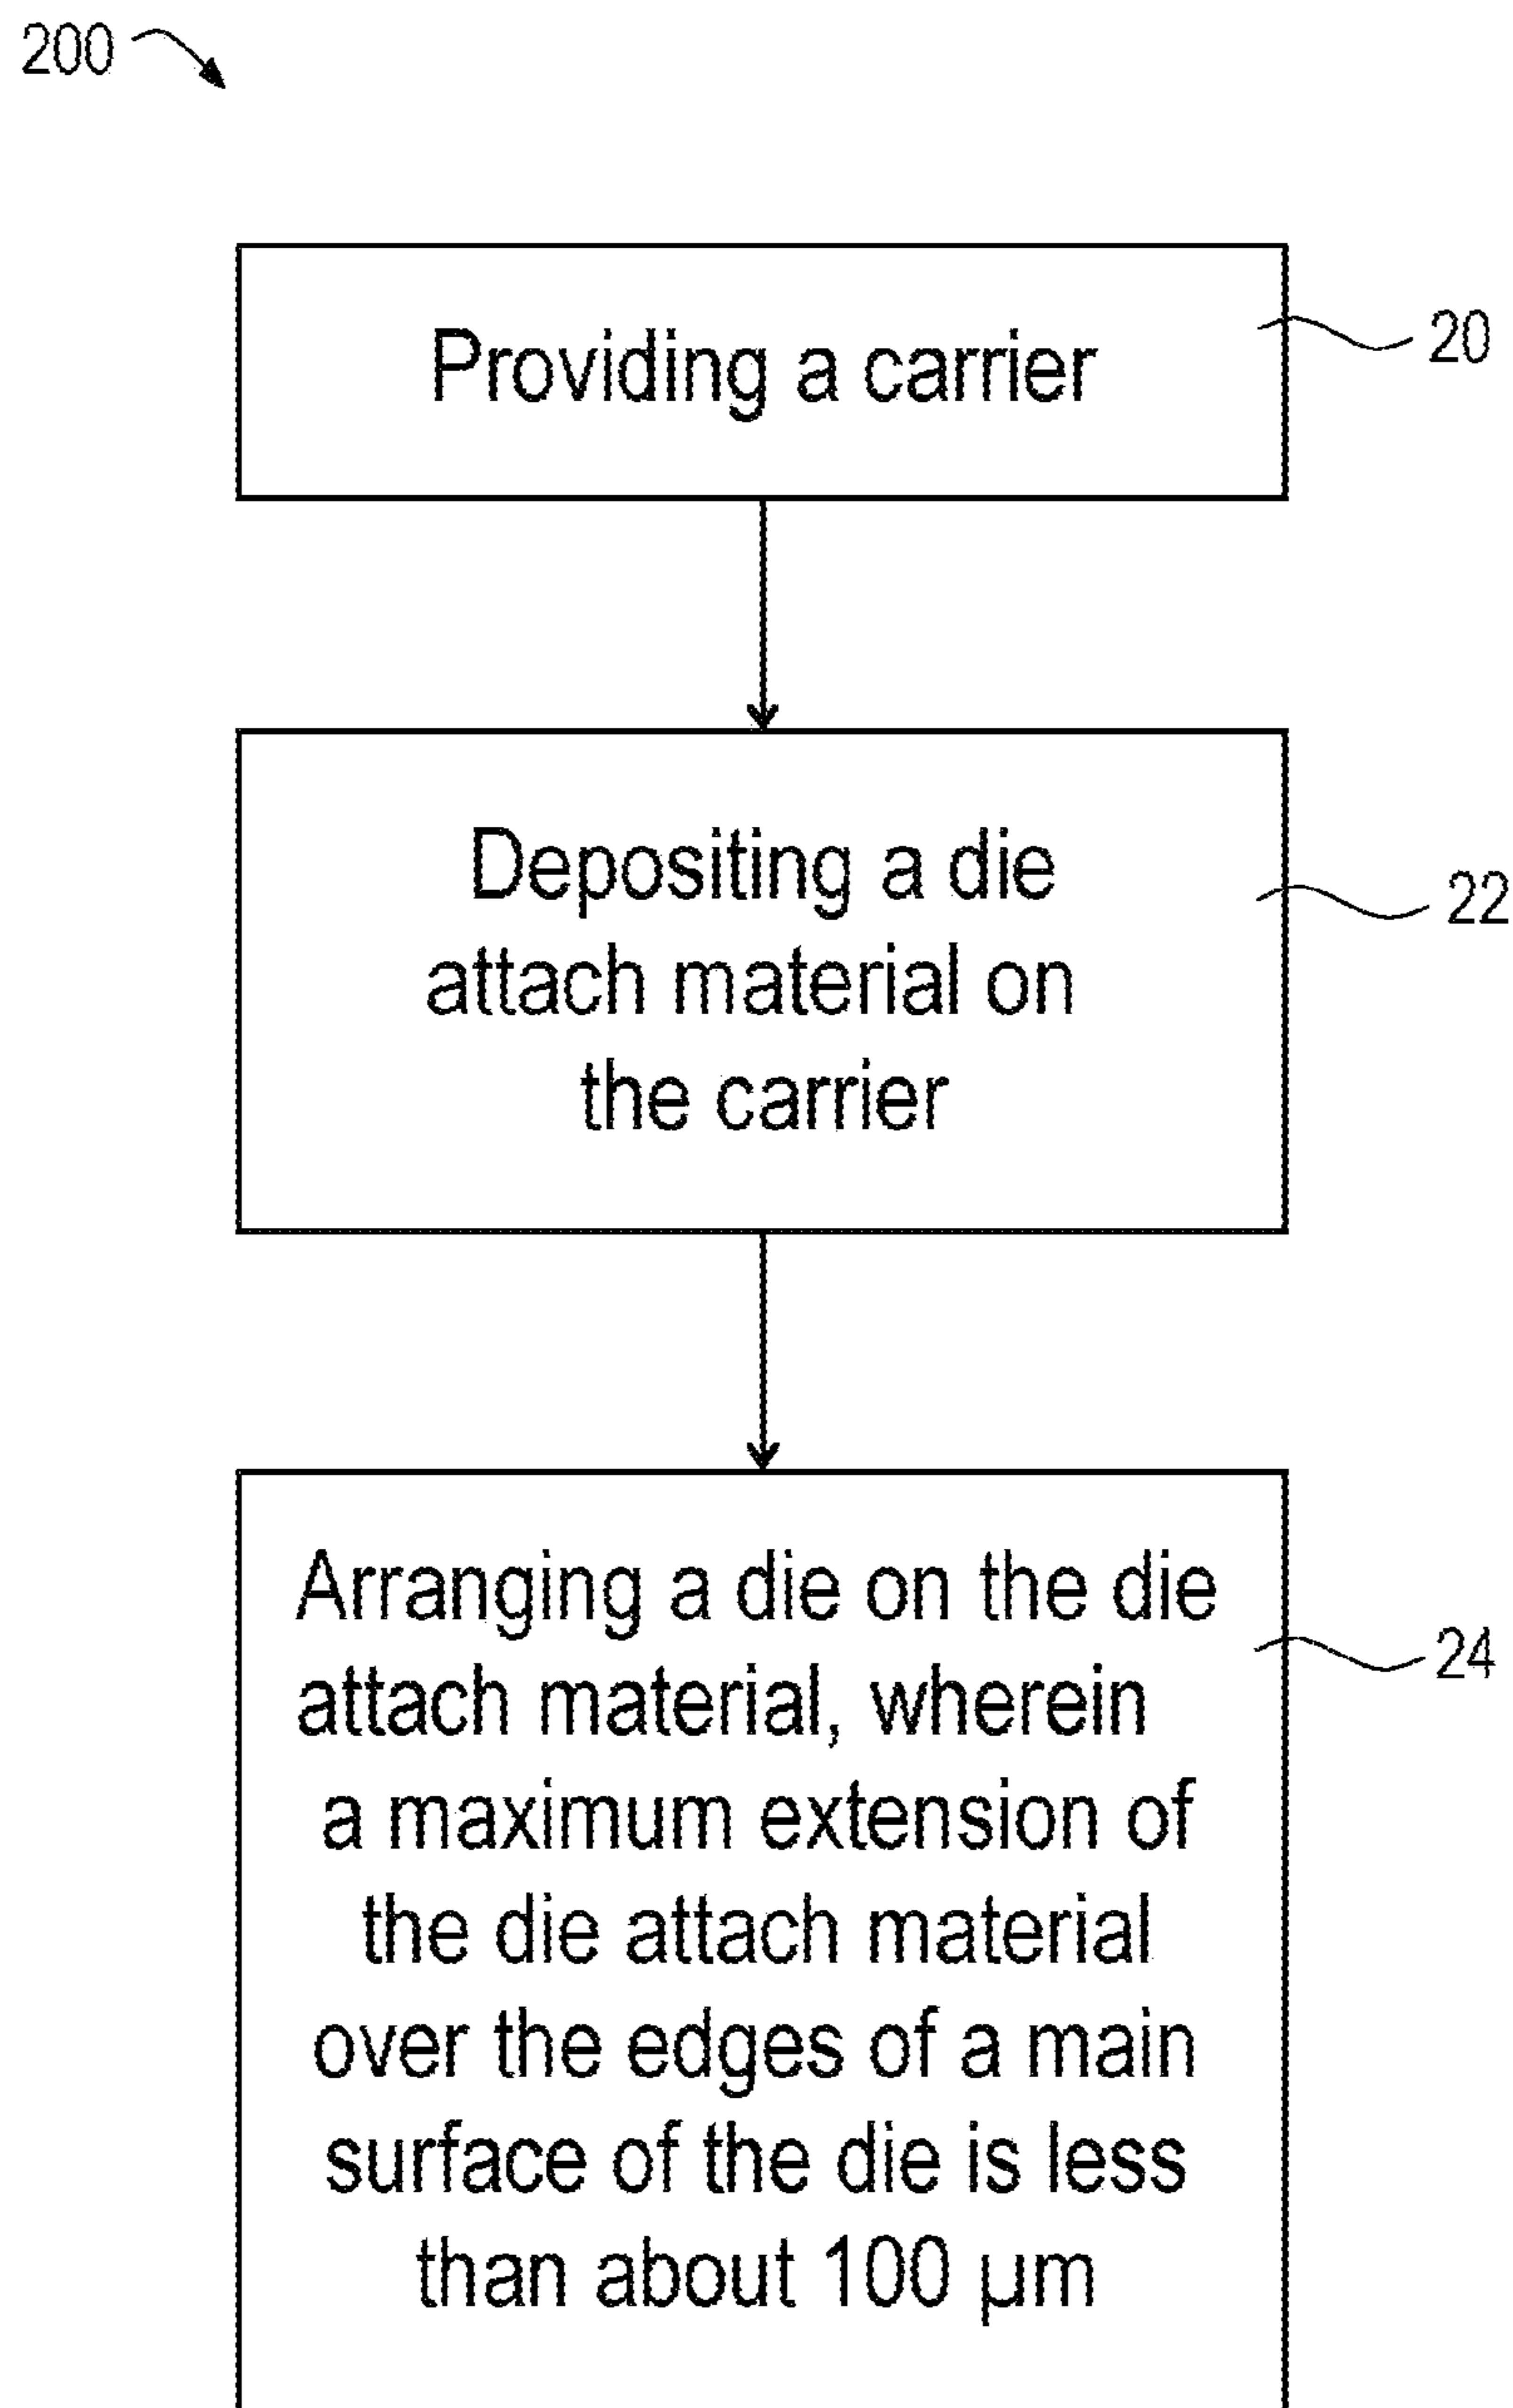 200
Providing a carrier
20
Depositing a die
attach material on
the carrier
22
Arranging a die on the die
attach material, wherein
a maximum extension of
the die attach material
over the edges of a main
surface of the die is less
than about 100 µm
24